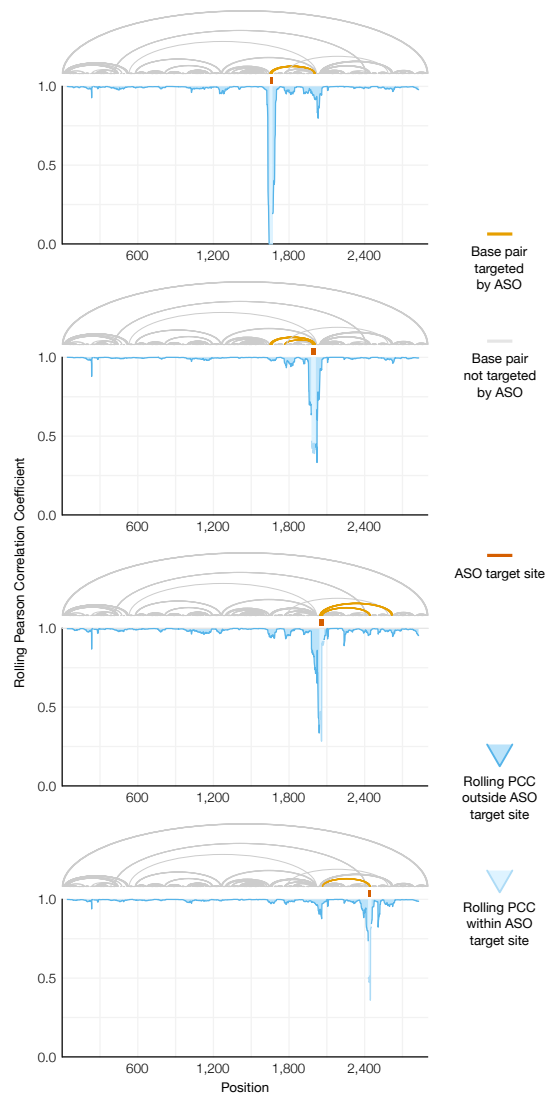 1.0
0.5
0.0
600 1,200 1,800 2,400
1.0
0.5
0.0
600 1,200 1,800 2,400
1.0
0.5
0.0
600 1,200 1,800 2,400
1.0
0.5
0.0
600 1,200 1,800 2,400
Position
Rolling Pearson Correlation Coefficient
Base pair
targeted
by ASO
Base pair
not targeted
by ASO
ASO target site
Rolling PCC
outside ASO
target site
Rolling PCC
within ASO
target site